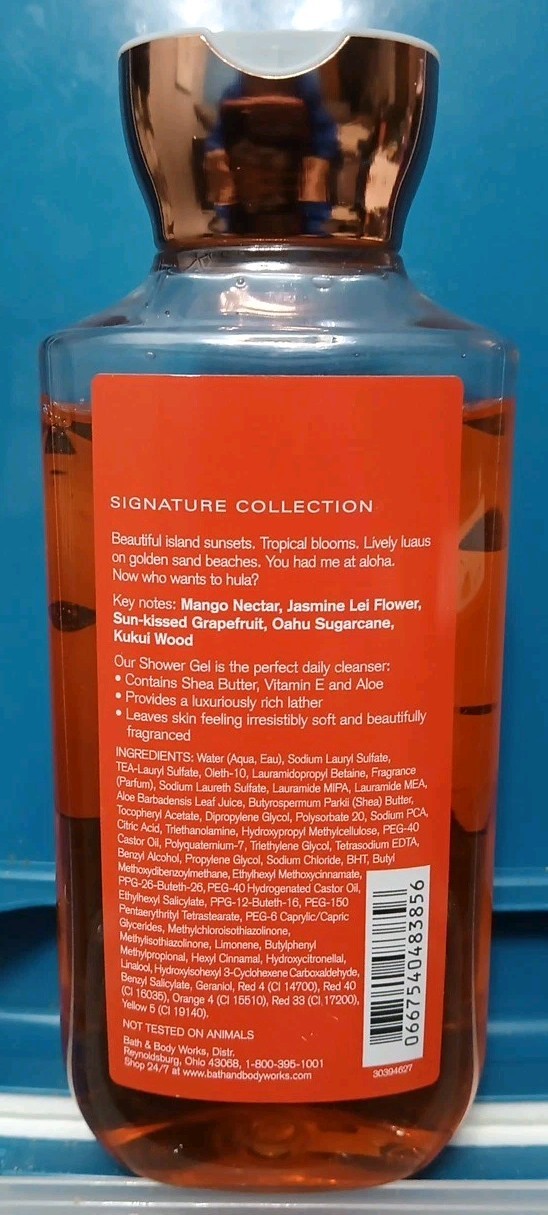 SIGNATURE COLLECTION
Beautiful island sunsets. Tropical blooms. Lively luaus
on golden sand beaches. You had me at aloha.
Now who wants to hula?
Key notes: Mango Nectar, Jasmine Lei Flower,
Sun-kissed Grapefruit, Oahu Sugarcane,
Kukui Wood
Our Shower Gel is the perfect daily cleanser:
• Contains Shea Butter, Vitamin E and Aloe
• Provides a luxuriously rich lather
• Leaves skin feeling irresistibly soft and beautifully
fragranced
INGREDIENTS: Water (Aqua, Eau), Sodium Lauryl Sulfate,
TEA-Lauryl Sulfate, Oleth-10, Lauramidopropyl Betaine, Fragrance
(Parfum), Sodium Laureth Sulfate, Lauramide MIPA, Lauramide MEA,
Aloe Barbadensis Leaf Juice, Butyrospermum Parkii (Shea) Butter,
Tocopheryl Acetate, Dipropylene Glycol, Polysorbate 20, Sodium PCA,
Citric Acid, Triethanolamine, Hydroxypropyl Methylcellulose, PEG-40
Castor Oil, Polyquaternium-7, Triethylene Glycol, Tetrasodium EDTA,
Benzyl Alcohol, Propylene Glycol, Sodium Chloride, BHT, Butyl
Methoxydibenzoylmethane, Ethylhexyl Methoxycinnamate,
PPG-26-Buteth-26, PEG-40 Hydrogenated Castor Oil,
Ethylhexyl Salicylate, PPG-12-Buteth-16, PEG-150
Pentaerythrityl Tetrastearate, PEG-6 Caprylic/Capric
Glycerides, Methylchloroisothiazolinone,
Methylisothiazolinone, Limonene, Butylphenyl
Methylpropional, Hexyl Cinnamal, Hydroxycitronellal,
Linalool, Hydroxyisohexyl 3-Cyclohexene Carboxaldehyde,
Benzyl Salicylate, Geraniol, Red 4 (CI 14700), Red 40
(CI 16035), Orange 4 (CI 15510), Red 33 (CI 17200),
Yellow 5 (CI 19140).
NOT TESTED ON ANIMALS
Bath & Body Works, Distr.
Reynoldsburg, Ohio 43068, 1-800-395-1001
Shop 24/7 at www.bathandbodyworks.com
0667540483856
30394627